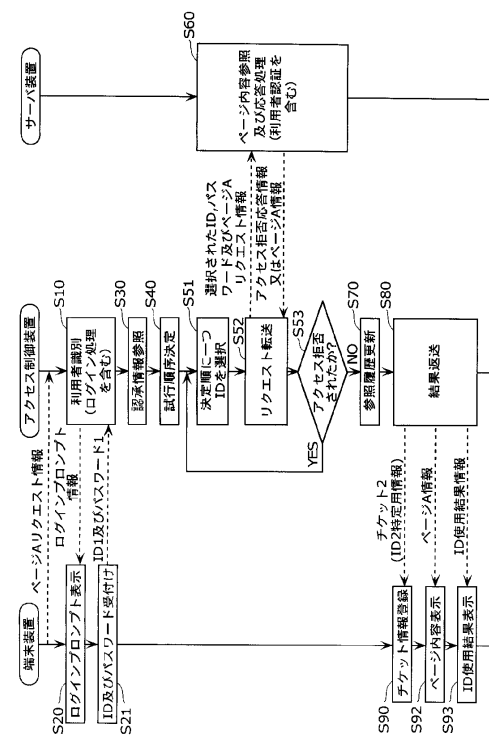 端末装置
アクセス制御装置
サーバ装置
ページAリクエスト情報
S10
利用者識別
(ログイン処理
を含む)
ログインプロンプト
情報
S20
ログインプロンプト表示
ID1及びパスワード1
ID及びパスワード受付け
S21
S30
認承情報参照
S40
試行順序決定
S51
決定順に一つ
IDを選択
S52
リクエスト転送
選択されたID,パス
ワード及びページA
リクエスト情報
アクセス拒否応答情報
又はページA情報
S60
ページ内容参照
及び応答処理
(利用者認証を
含む)
S53
アクセス拒否
されたか?
YES
NO
S70
参照履歴更新
S80
結果返送
チケット2
(ID2特定用情報)
ページA情報
ID使用結果情報
S90
チケット情報登録
S92
ページ内容表示
S93
ID使用結果表示